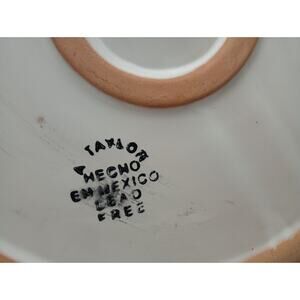 A TAYLOR
HECHO
EN MEXICO
LEAD
FREE